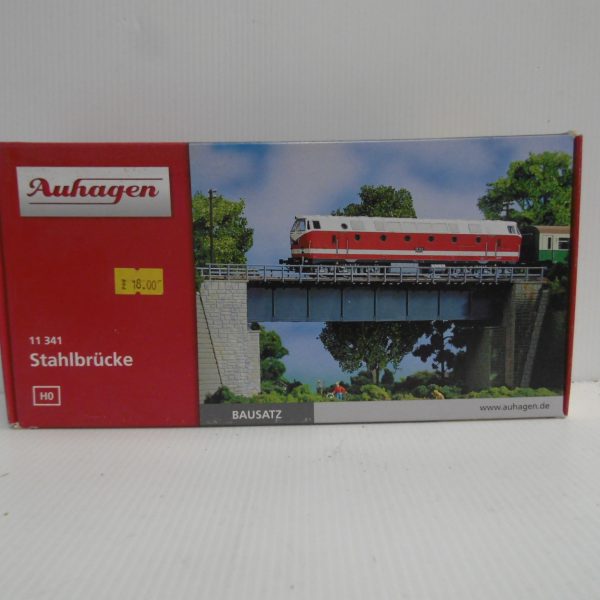 Auhagen
18.00
11 341
Stahlbrücke
H0
BAUSATZ
www.auhagen.de